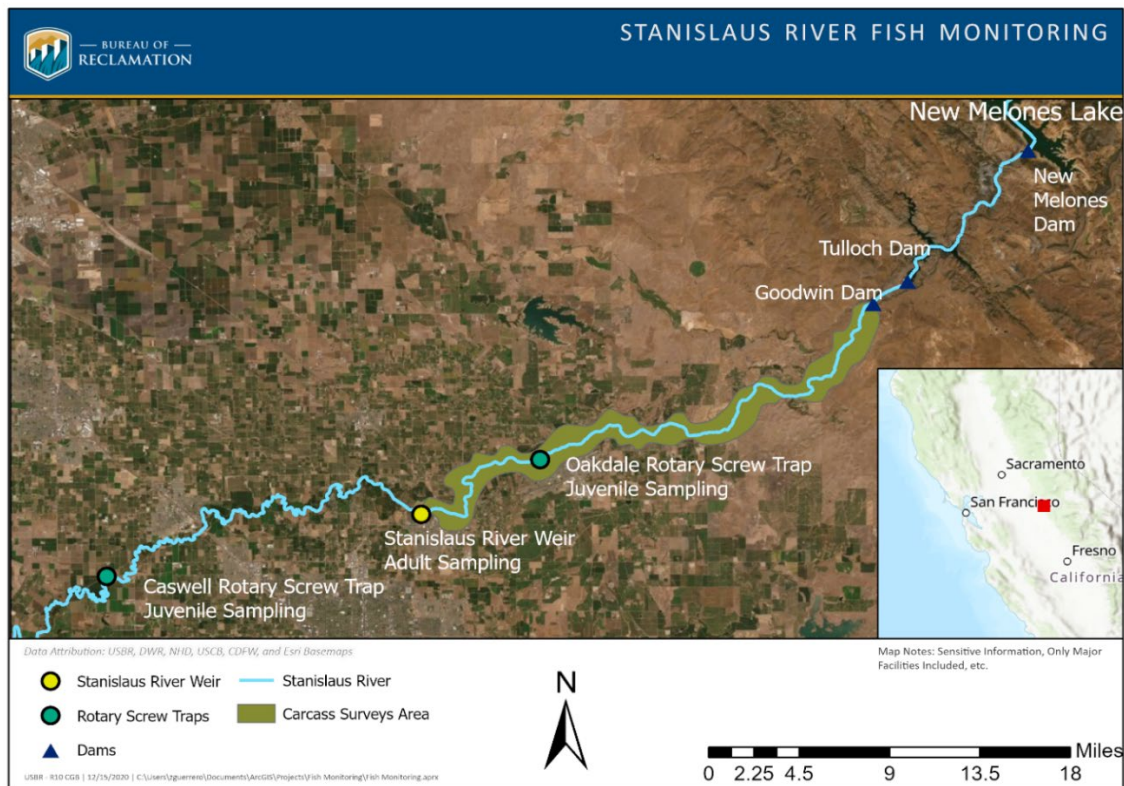 BUREAU OF
RECLAMATION
STANISLAUS RIVER FISH MONITORING
New Melones Lake
New
Melones
Dam
Tulloch Dam
Goodwin Dam
Oakdale Rotary Screw Trap
Juvenile Sampling
Stanislaus River Weir
Adult Sampling
Caswell Rotary Screw Trap
Juvenile Sampling
Sacramento
San Francisco
Fresno
California
Data Attribution: USBR, DWR, NHD, USCB, CDFW, and Esri Basemaps
Map Notes: Sensitive Information, Only Major
Facilities Included, etc.
Stanislaus River Weir
Stanislaus River
Rotary Screw Traps
Carcass Surveys Area
Dams
N
Miles
0 2.25 4.5 9 13.5 18
USBR - R10 CGB | 12/15/2020 | C:\Users\rguerrero\Documents\ArcGIS\Projects\Fish Monitoring\Fish Monitoring.aprx